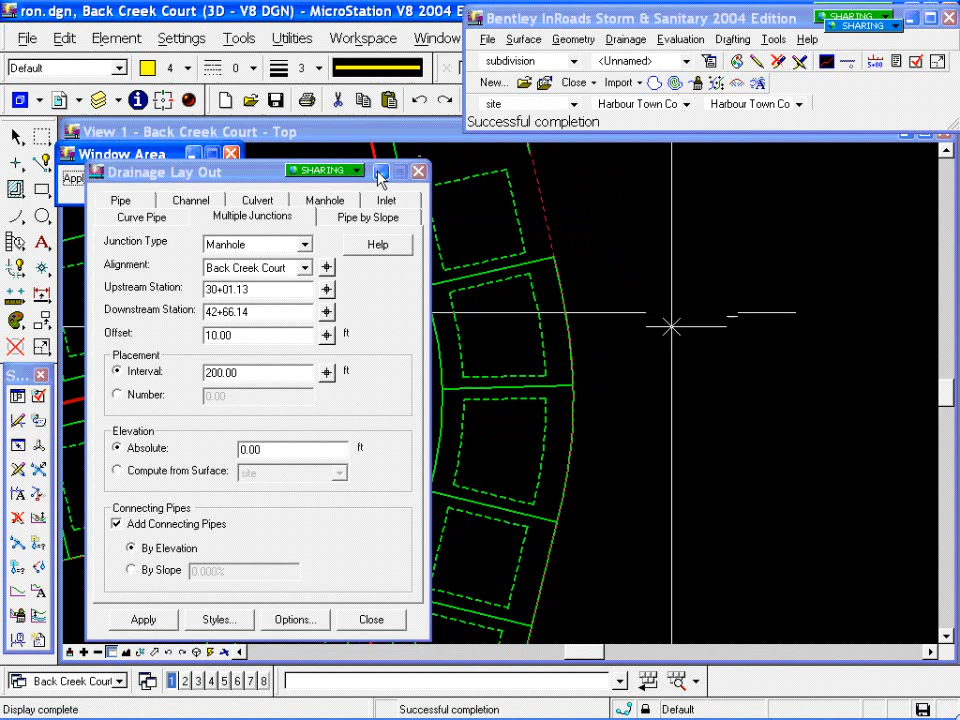 ron.dgn, Back Creek Court (3D - V8 DGN) - MicroStation V8 2004 E
File Edit Element Settings Tools Utilities Workspace Window
Default 4 0 3
Bentley InRoads Storm & Sanitary 2004 Edition
SHARING
SHARING
File Surface Geometry Drainage Evaluation Drafting Tools Help
subdivision <Unnamed>
New... Close Import
site Harbour Town Co Harbour Town Co
Successful completion
View 1 - Back Creek Court - Top
Window Area
Appl
Drainage Lay Out SHARING
Pipe Channel Culvert Manhole Inlet
Curve Pipe Multiple Junctions Pipe by Slope
Junction Type Manhole Help
Alignment: Back Creek Court
Upstream Station: 30+01.13
Downstream Station: 42+66.14
Offset: 10.00 ft
Placement
Interval: 200.00 ft
Number: 0.00
Elevation
Absolute: 0.00 ft
Compute from Surface: site
Connecting Pipes
Add Connecting Pipes
By Elevation
By Slope 0.000%
Apply Styles... Options... Close
S...
Back Creek Court 1 2 3 4 5 6 7 8
Display complete Successful completion Default